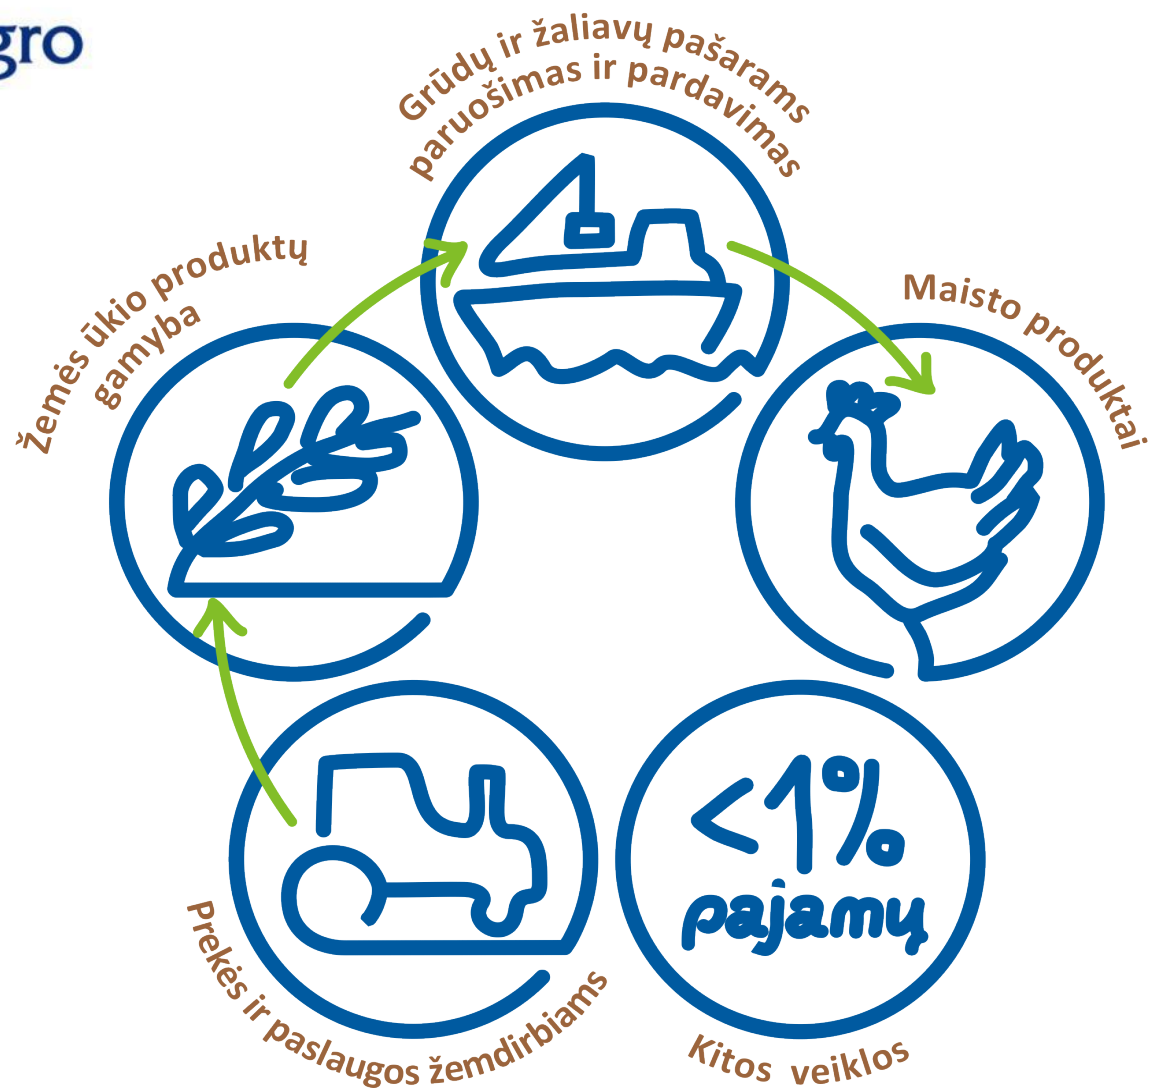 gro
Grūdų ir žaliavų pašarams
paruošimas ir pardavimas
Žemės ūkio produktų
gamyba
Maisto produktai
<1%
pajamų
Prekės ir paslaugos žemdirbiams
Kitos veiklos